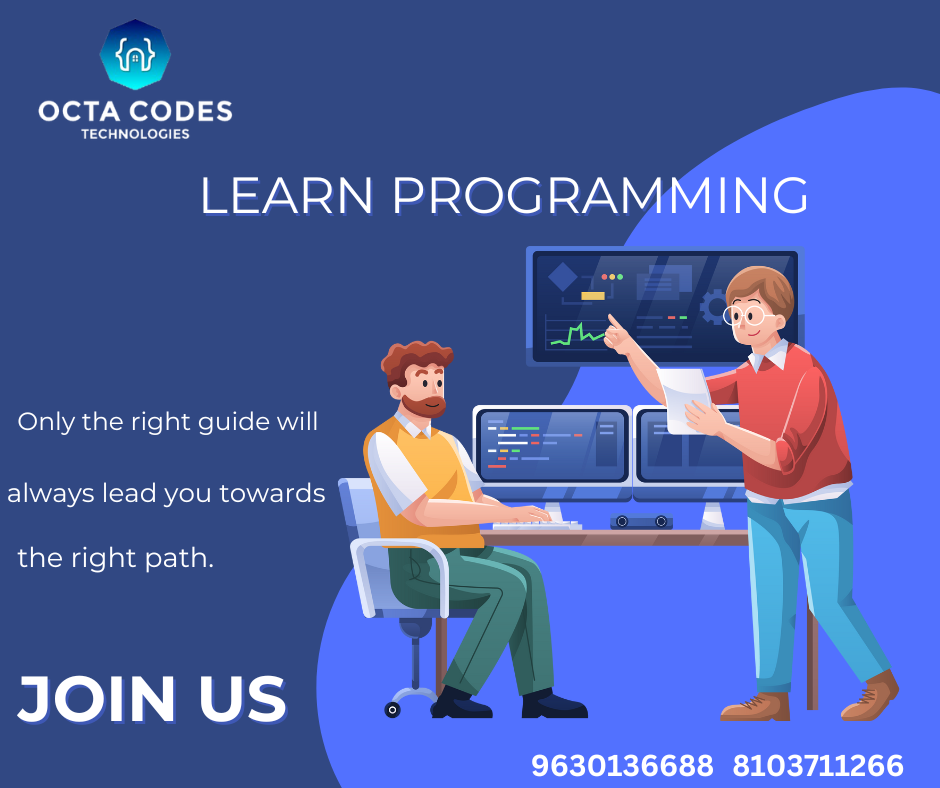 OCTA CODES
TECHNOLOGIES
LEARN PROGRAMMING
Only the right guide will
always lead you towards
the right path.
JOIN US
9630136688 8103711266